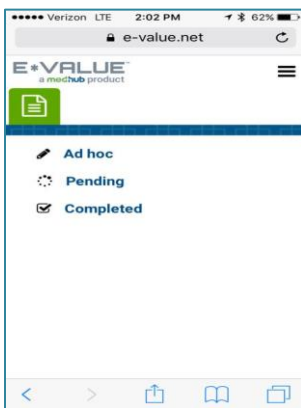 Verizon LTE 2:02 PM 62%
e-value.net
E*VALUE
a medhub product
Ad hoc
Pending
Completed